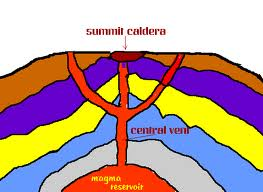 summit caldera
central vent
magma
reservoir